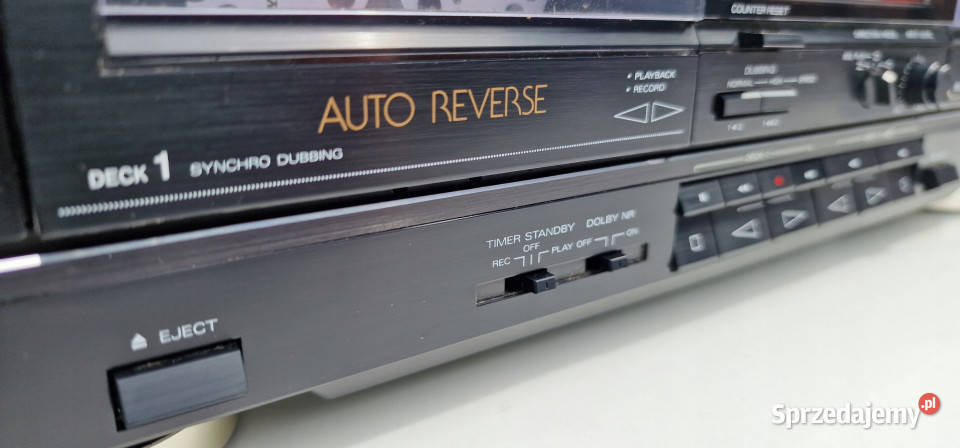 COUNTER RESET
AUTO REVERSE
• PLAYBACK
• RECORD
DECK 1 SYNCHRO DUBBING
DUBBING
NORMAL HIGH SPEED
TIMER STANDBY
OFF
REC PLAY
DOLBY NR
OFF ON
EJECT
Sprzedajemy.pl